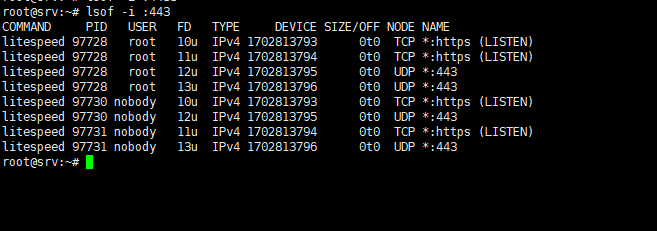 root@srv:~# lsof -i :443
COMMAND     PID   USER   FD   TYPE     DEVICE SIZE/OFF NODE NAME
litespeed 97728   root   10u  IPv4 1702813793      0t0  TCP *:https (LISTEN)
litespeed 97728   root   11u  IPv4 1702813794      0t0  TCP *:https (LISTEN)
litespeed 97728   root   12u  IPv4 1702813795      0t0  UDP *:443
litespeed 97728   root   13u  IPv4 1702813796      0t0  UDP *:443
litespeed 97730 nobody   10u  IPv4 1702813793      0t0  TCP *:https (LISTEN)
litespeed 97730 nobody   12u  IPv4 1702813795      0t0  UDP *:443
litespeed 97731 nobody   11u  IPv4 1702813794      0t0  TCP *:https (LISTEN)
litespeed 97731 nobody   13u  IPv4 1702813796      0t0  UDP *:443
root@srv:~#